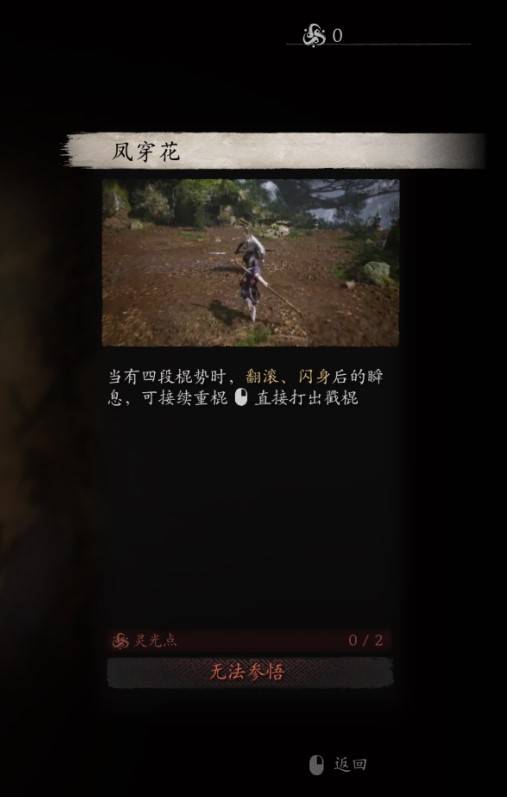 0
凤穿花
当有四段棍势时，翻滚、闪身后的瞬
息，可接续重棍 直接打出戳棍
灵光点 0/2
无法参悟
返回